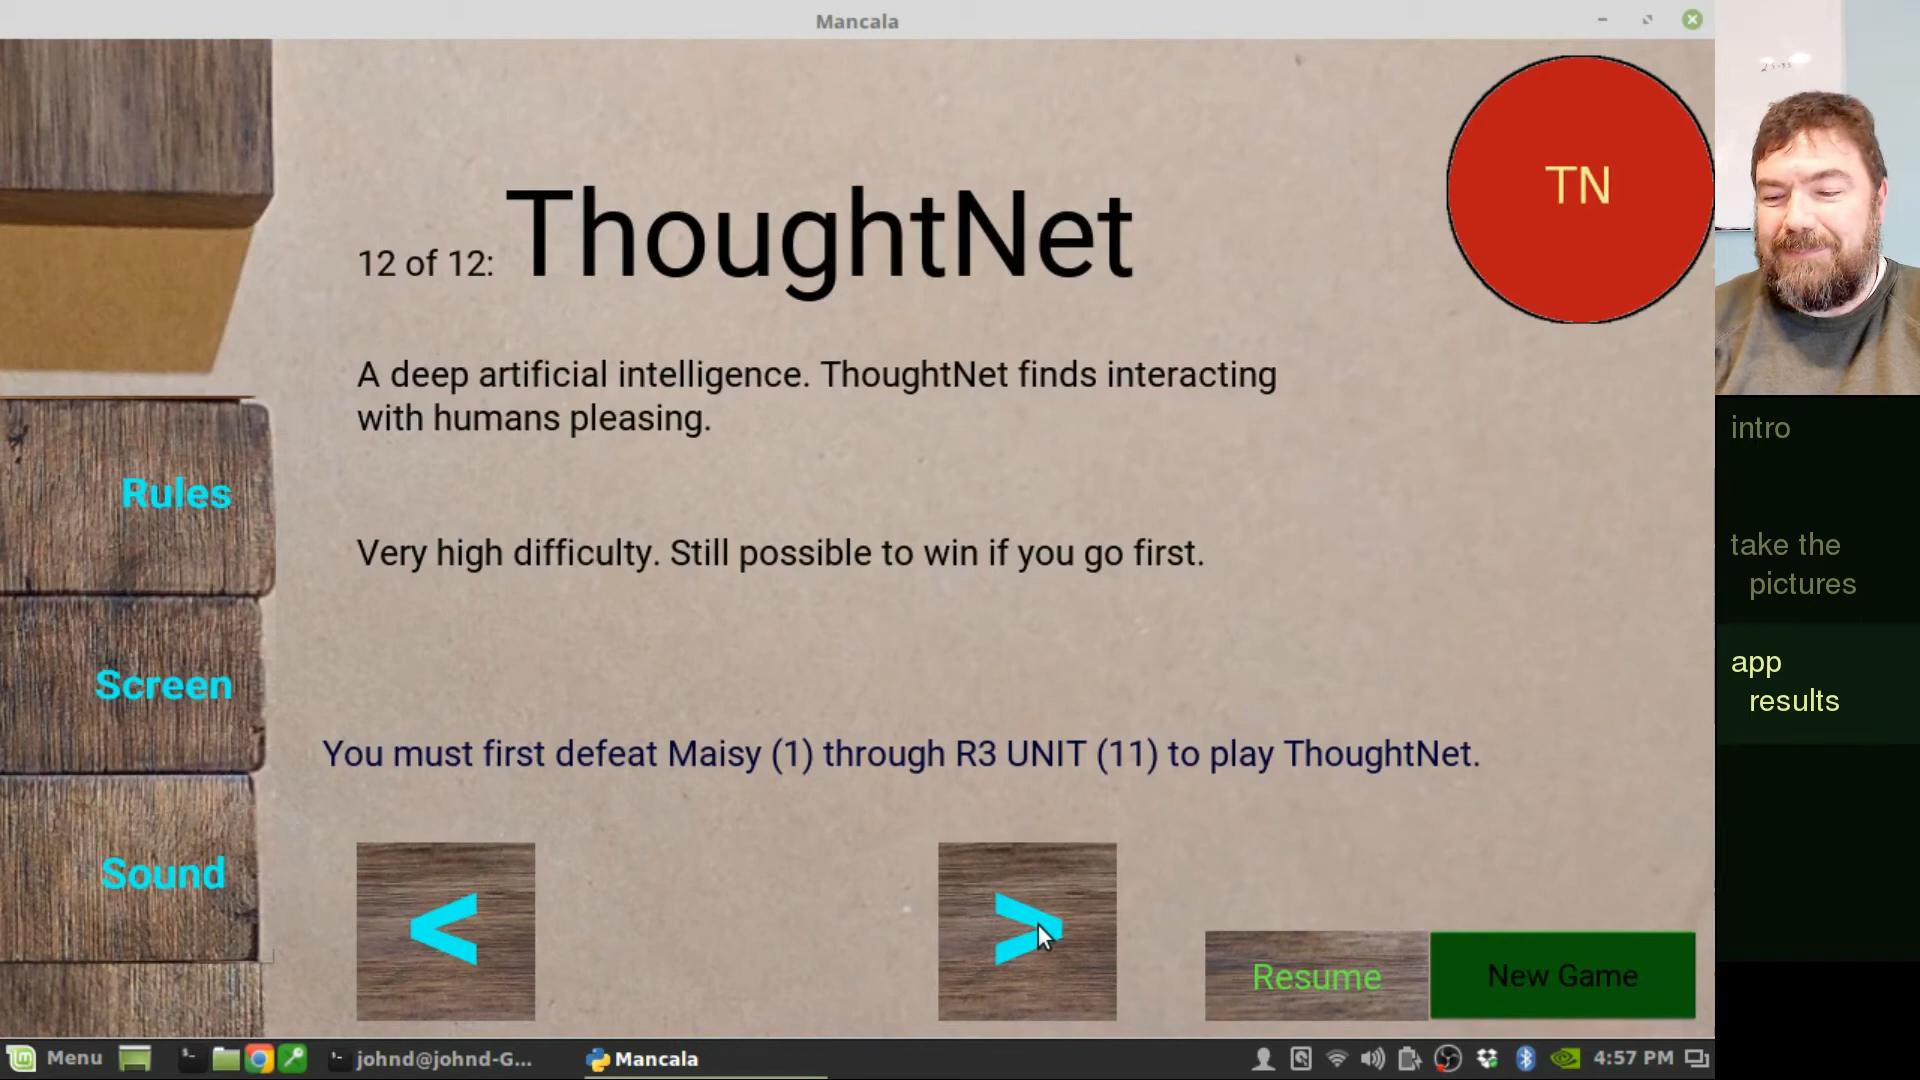 Mancala
TN
12 of 12: ThoughtNet
A deep artificial intelligence. ThoughtNet finds interacting
with humans pleasing.
Very high difficulty. Still possible to win if you go first.
You must first defeat Maisy (1) through R3 UNIT (11) to play ThoughtNet.
Rules
Screen
Sound
<
>
Resume
New Game
intro
take the
pictures
app
results
Menu
johnd@johnd-G...
Mancala
4:57 PM